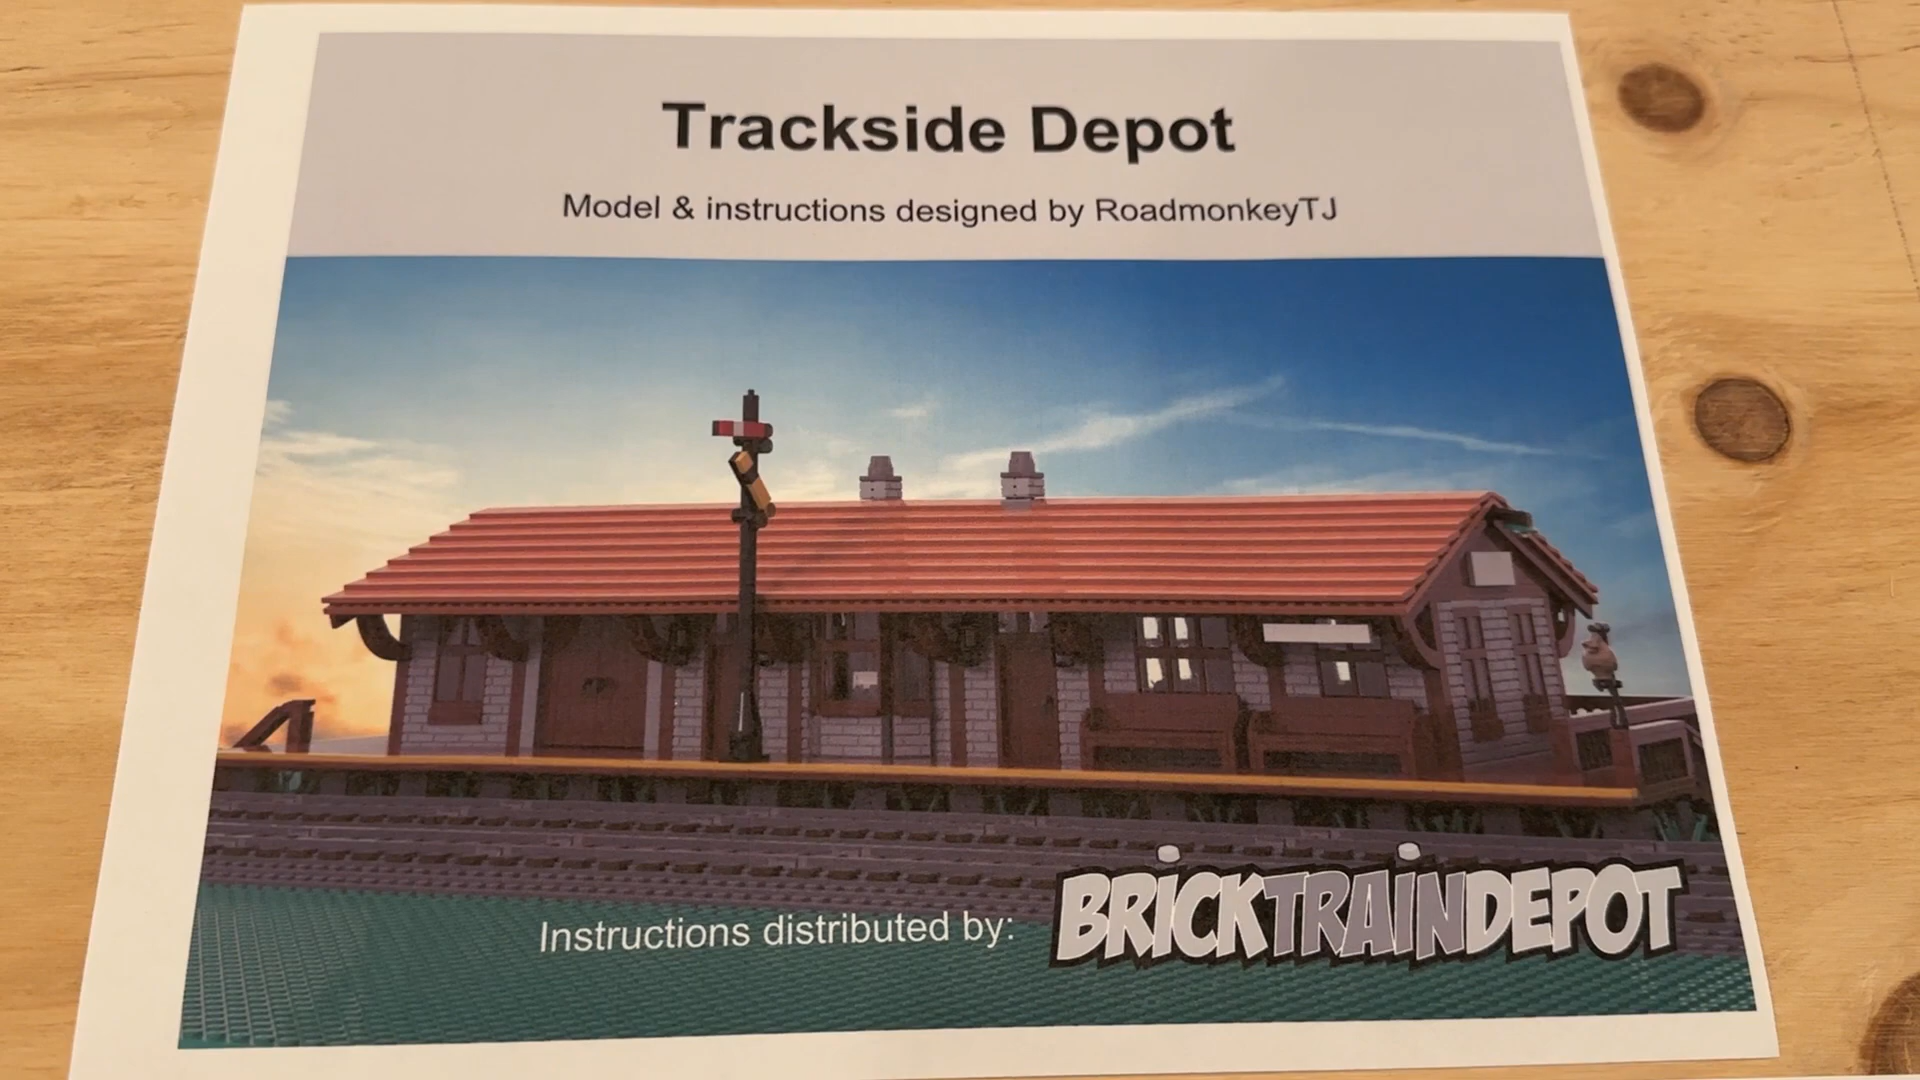 Trackside Depot
Model & instructions designed by RoadmonkeyTJ
Instructions distributed by:
BRICKTRAINDEPOT